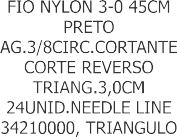 FIO NYLON 3-0 45CM
PRETO
AG.3/8CIRC.CORTANTE
CORTE REVERSO
TRIANG.3,0CM
24UNID.NEEDLE LINE
34210000, TRIANGULO